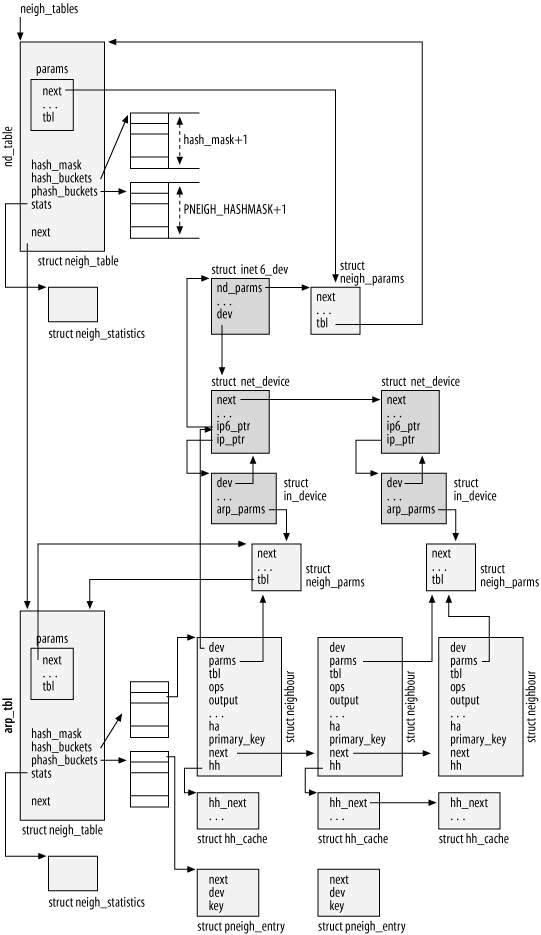 neigh_tables
nd_table
params
next
...
tbl
hash_mask
hash_buckets
phash_buckets
stats
next
struct neigh_table
hash_mask+1
PNEIGH_HASHMASK+1
struct neigh_statistics
struct inet 6_dev
nd_parms
...
dev
struct
neigh_params
next
...
tbl
struct net_device
next
...
ip6_ptr
ip_ptr
struct net_device
next
...
ip6_ptr
ip_ptr
dev
...
arp_parms
struct
in_device
dev
...
arp_parms
struct
in_device
next
...
tbl
struct
neigh_parms
next
...
tbl
struct
neigh_parms
arp_tbl
params
next
...
tbl
hash_mask
hash_buckets
phash_buckets
stats
next
struct neigh_table
struct neigh_statistics
dev
parms
tbl
ops
output
...
ha
primary_key
next
hh
struct neighbour
dev
parms
tbl
ops
output
...
ha
primary_key
next
hh
struct neighbour
dev
parms
tbl
ops
output
...
ha
primary_key
next
hh
struct neighbour
hh_next
...
struct hh_cache
hh_next
...
struct hh_cache
hh_next
...
struct hh_cache
next
dev
key
struct pneigh_entry
next
dev
key
struct pneigh_entry